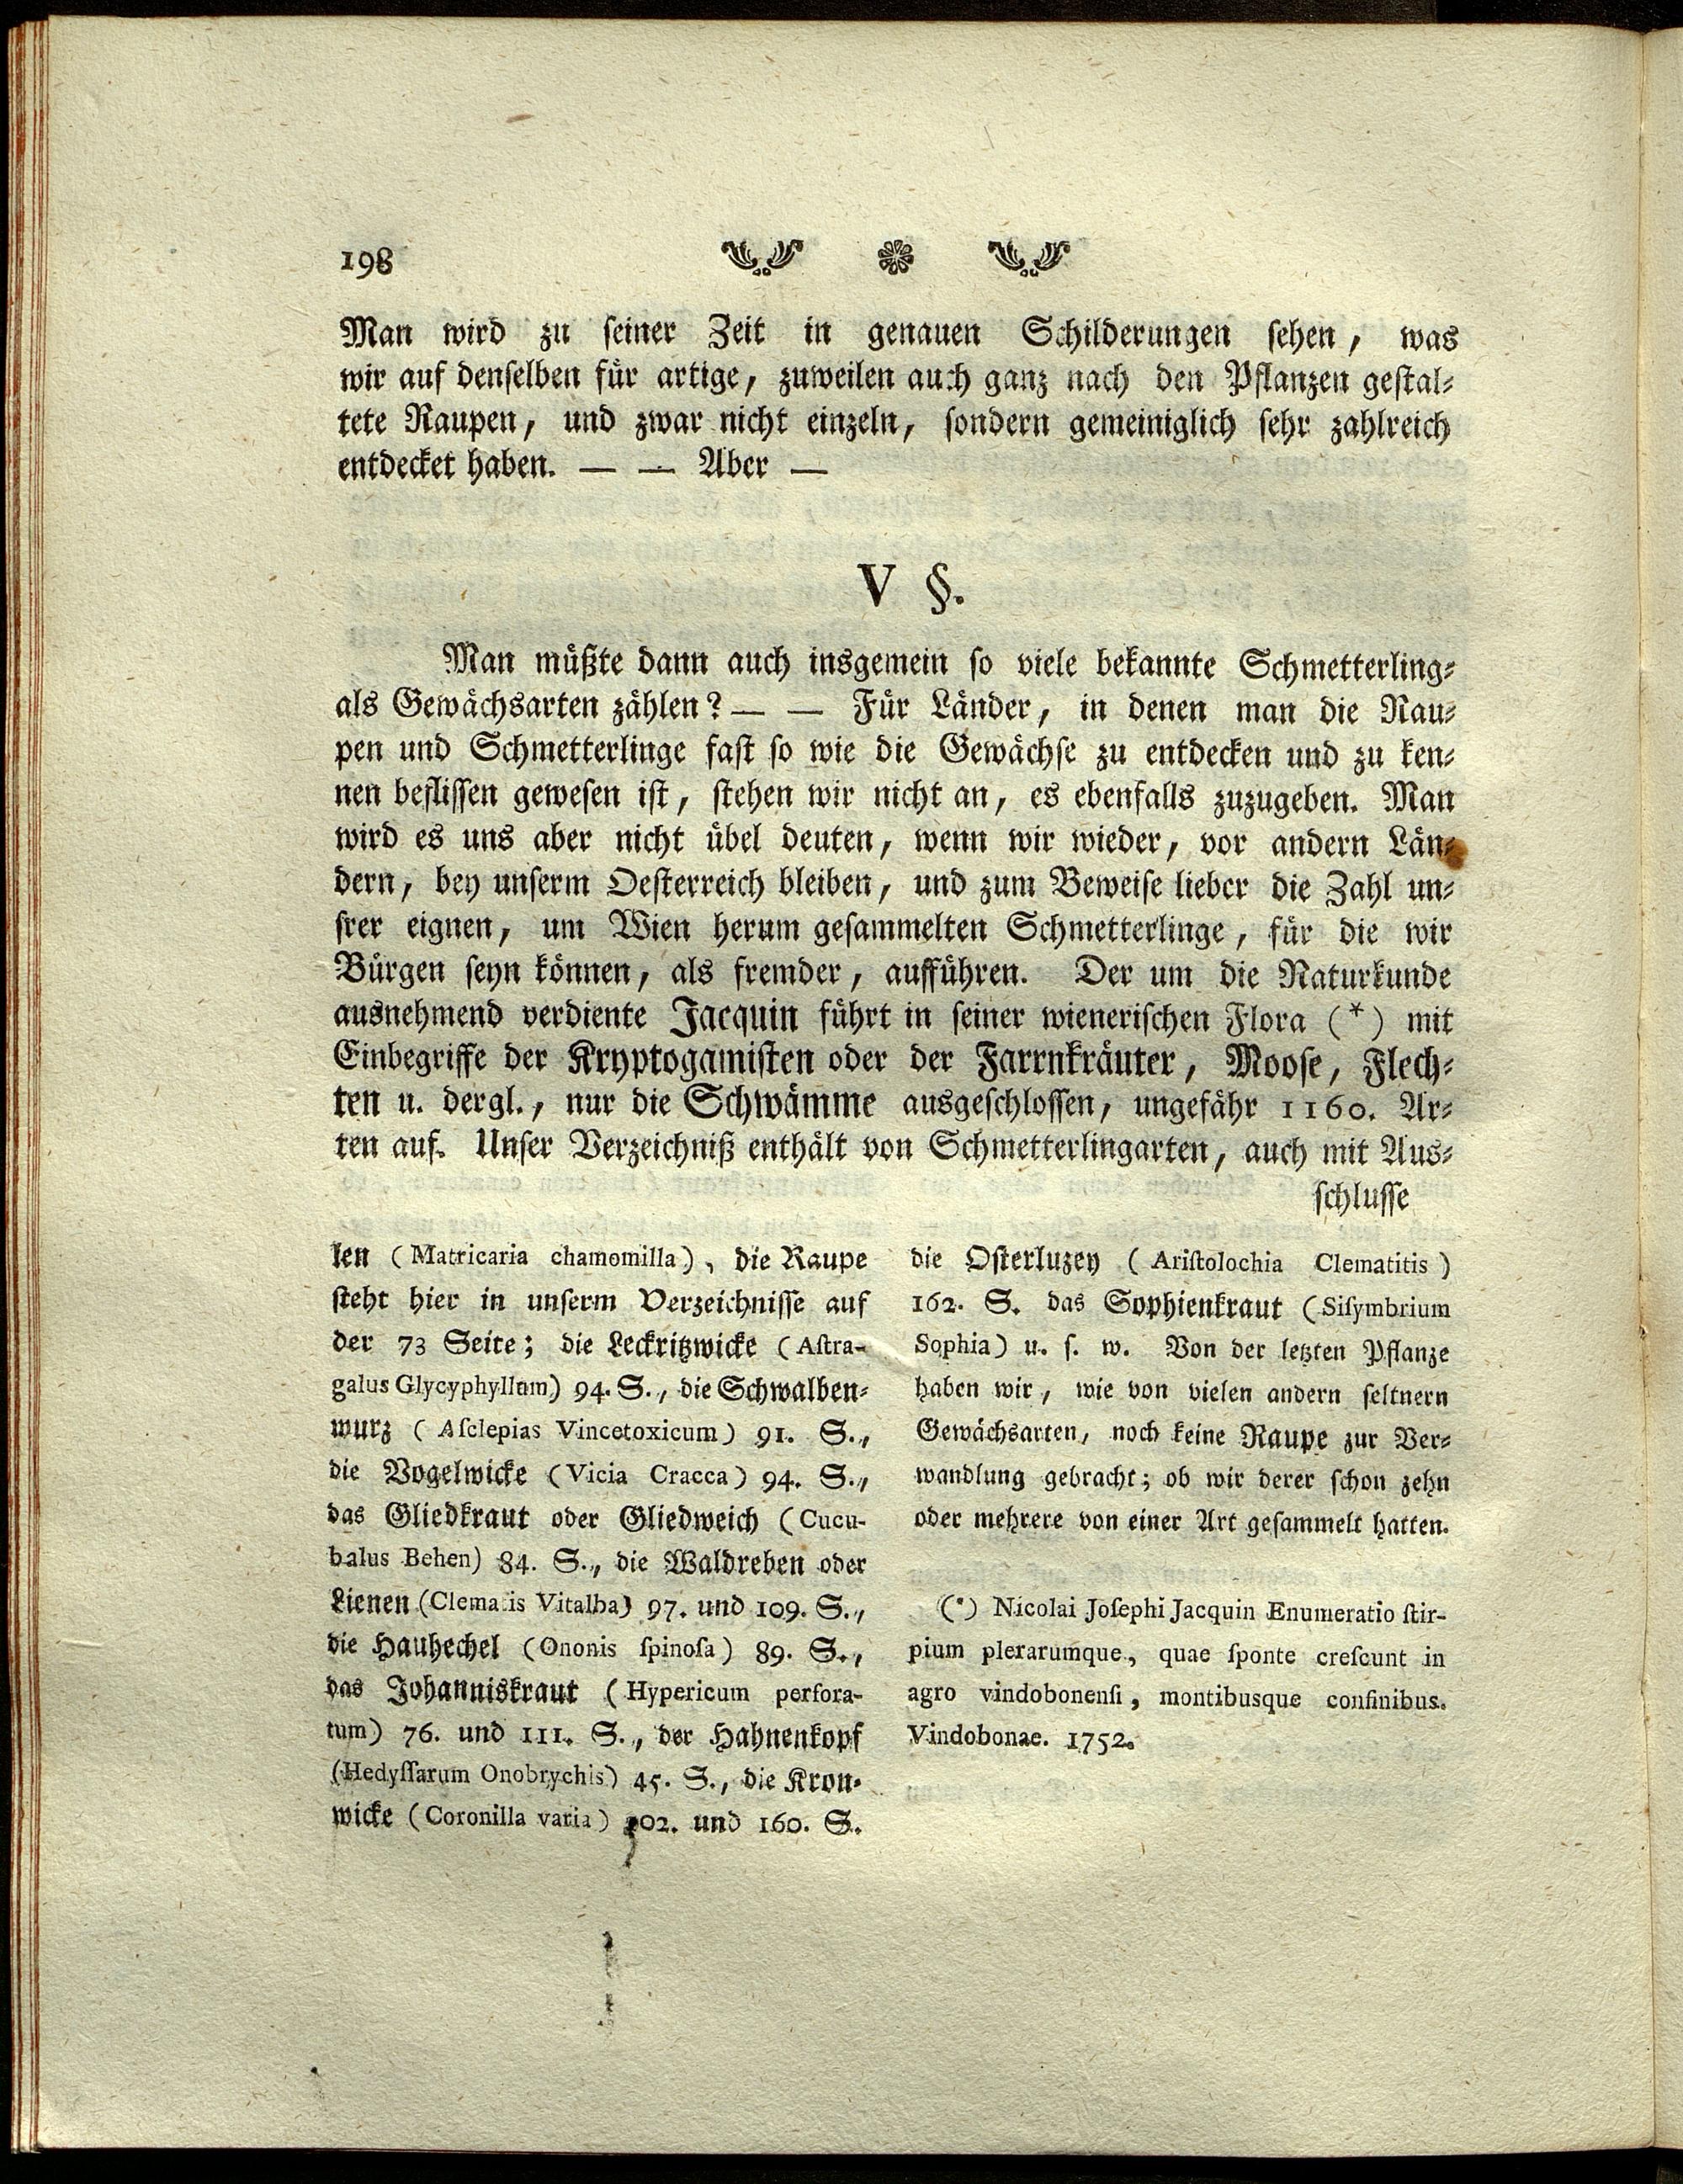 198
Man wird zu seiner Zeit in genauen Schilderungen sehen, was
wir auf denselben für artige, zuweilen auch ganz nach den Pflanzen gestal-
tete Raupen, und zwar nicht einzeln, sondern gemeiniglich sehr zahlreich
entdecket haben. — — Aber —
V §.
Man müßte dann auch insgemein so viele bekannte Schmetterling-
als Gewächsarten zählen? — — Für Länder, in denen man die Rau-
pen und Schmetterlinge fast so wie die Gewächse zu entdecken und zu ken-
nen beflissen gewesen ist, stehen wir nicht an, es ebenfalls zuzugeben. Man
wird es uns aber nicht übel deuten, wenn wir wieder, vor andern Län-
dern, bey unserm Oesterreich bleiben, und zum Beweise lieber die Zahl un-
srer eignen, um Wien herum gesammelten Schmetterlinge, für die wir
Bürgen seyn können, als fremder, aufführen. Der um die Naturkunde
ausnehmend verdiente Jacquin führt in seiner wienerischen Flora (*) mit
Einbegriffe der Kryptogamisten oder der Farrnkräuter, Moose, Flech-
ten u. dergl., nur die Schwämme ausgeschlossen, ungefähr 1160. Ar-
ten auf. Unser Verzeichniß enthält von Schmetterlingarten, auch mit Aus-
schlusse
len (Matricaria chamomilla), die Raupe
steht hier in unserm Verzeichnisse auf
der 73 Seite; die Leckritzwicke (Aſtra-
galus Glycyphyllum) 94. S., die Schwalben-
wurz (Aſclepias Vincetoxicum) 91. S.,
die Vogelwicke (Vicia Cracca) 94. S.,
das Gliedkraut oder Gliedweich (Cucu-
balus Behen) 84. S., die Waldreben oder
Lienen (Clematis Vitalba) 97. und 109. S.,
die Hauhechel (Ononis ſpinoſa) 89. S.,
das Johanniskraut (Hypericum perfora-
tum) 76. und 111. S., der Hahnenkopf
(Hedyſſarum Onobrychis) 45. S., die Kron-
wicke (Coronilla varia) 102. und 160. S.
die Osterluzey (Ariſtolochia Clematitis)
162. S. das Sophienkraut (Siſymbrium
Sophia) u. s. w. Von der letzten Pflanze
haben wir, wie von vielen andern seltnern
Gewächsarten, noch keine Raupe zur Ver-
wandlung gebracht; ob wir derer schon zehn
oder mehrere von einer Art gesammelt hatten.
(*) Nicolai Joſephi Jacquin Enumeratio ſtir-
pium plerarumque, quae ſponte creſcunt in
agro vindobonenſi, montibusque confinibus.
Vindobonae. 1752.